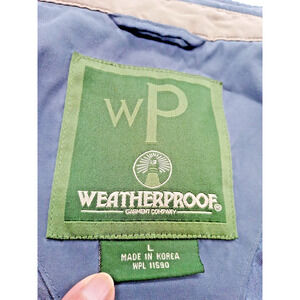 wP
WEATHERPROOF®
GARMENT COMPANY
L
MADE IN KOREA
WPL 11590